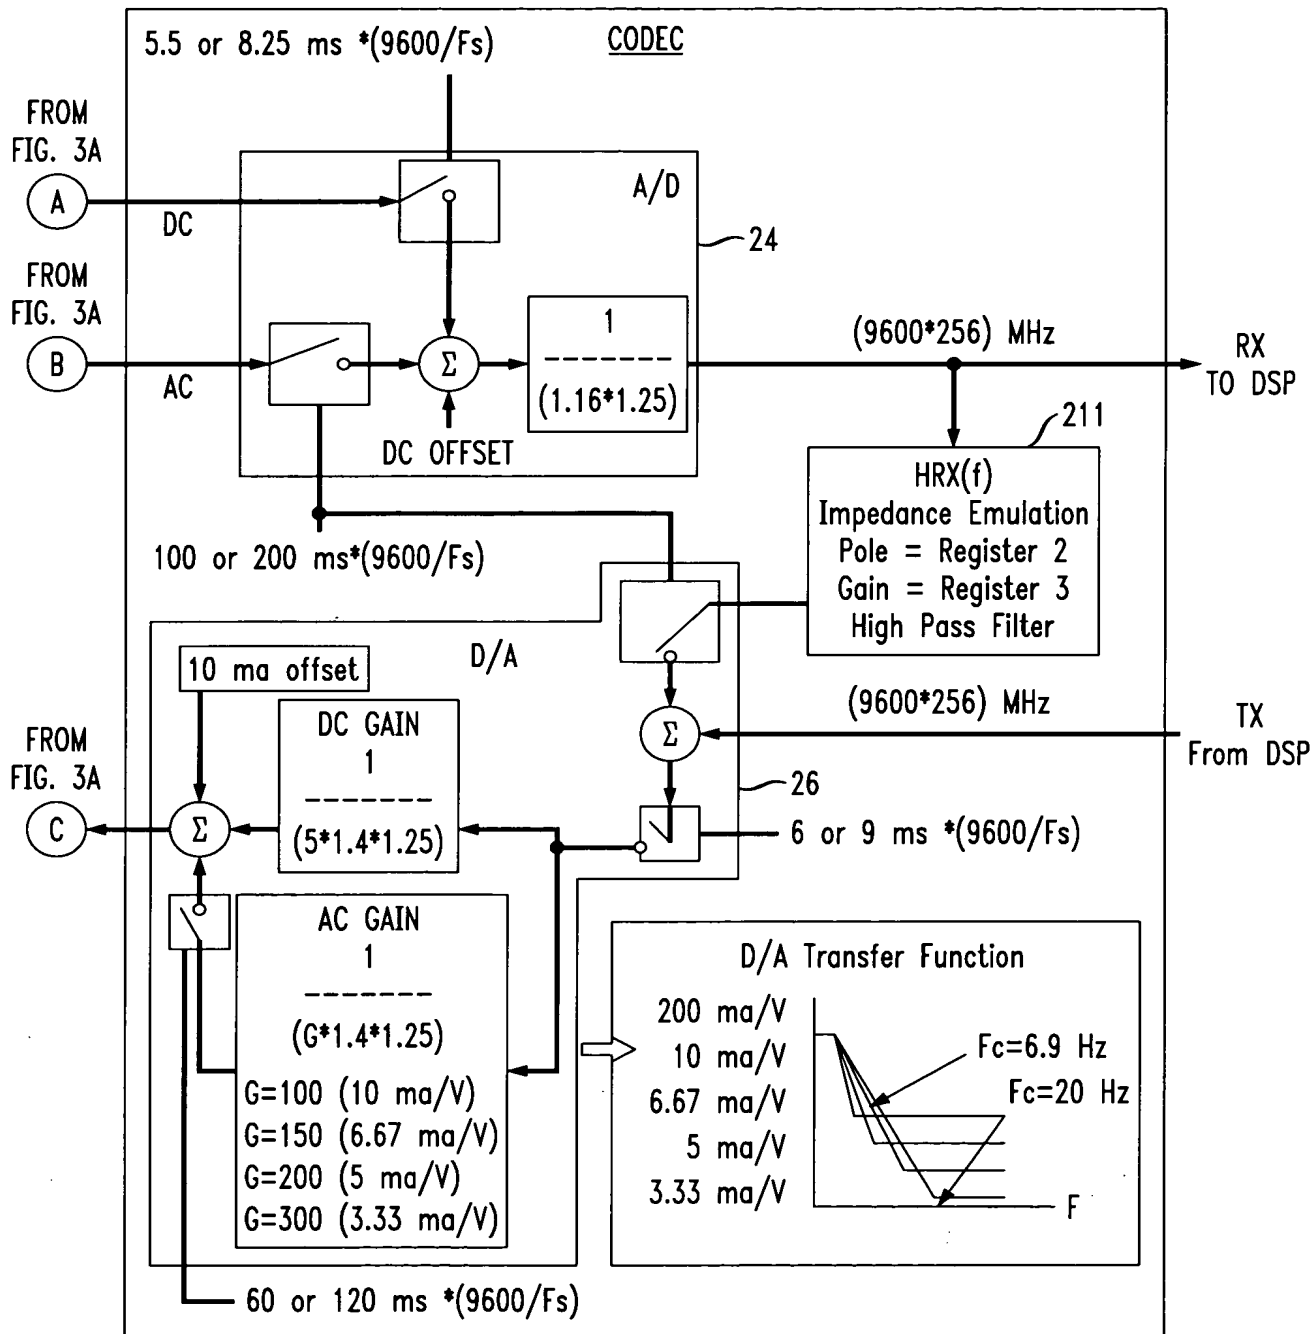 5.5 or 8.25 ms *(9600/Fs)
CODEC
FROM
FIG. 3A
A
DC
A/D
24
FROM
FIG. 3A
B
AC
Σ
1
(1.16*1.25)
DC OFFSET
(9600*256) MHz
RX
TO DSP
211
HRX(f)
Impedance Emulation
Pole = Register 2
Gain = Register 3
High Pass Filter
100 or 200 ms*(9600/Fs)
D/A
10 ma offset
(9600*256) MHz
TX
From DSP
Σ
26
FROM
FIG. 3A
C
Σ
DC GAIN
1
(5*1.4*1.25)
6 or 9 ms *(9600/Fs)
AC GAIN
1
(G*1.4*1.25)
G=100 (10 ma/V)
G=150 (6.67 ma/V)
G=200 (5 ma/V)
G=300 (3.33 ma/V)
D/A Transfer Function
200 ma/V
10 ma/V
6.67 ma/V
5 ma/V
3.33 ma/V
Fc=6.9 Hz
Fc=20 Hz
F
60 or 120 ms *(9600/Fs)